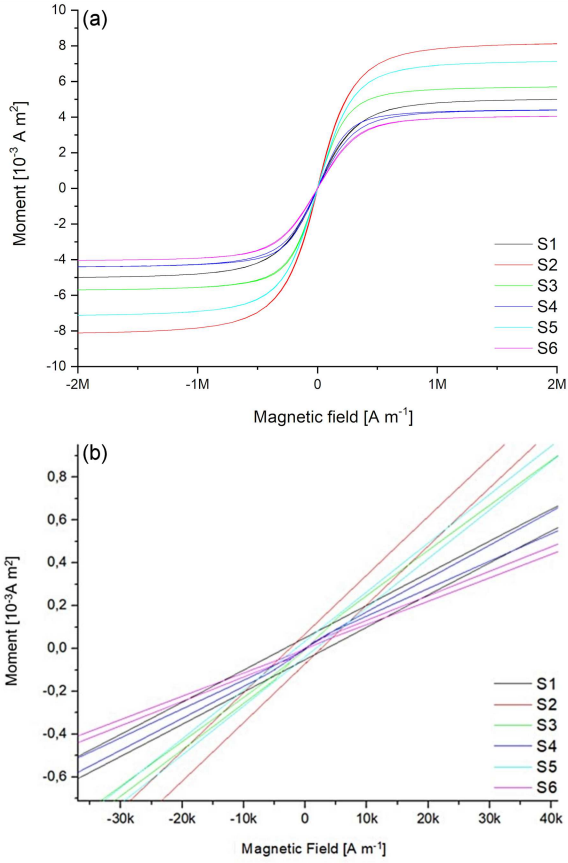 (a)
10
8
6
4
2
0
-2
-4
-6
-8
-10
Moment [10⁻³ A m²]
S1
S2
S3
S4
S5
S6
-2M -1M 0 1M 2M
Magnetic field [A m⁻¹]
(b)
0,8
0,6
0,4
0,2
0,0
-0,2
-0,4
-0,6
Moment [10⁻³A m²]
S1
S2
S3
S4
S5
S6
-30k -20k -10k 0 10k 20k 30k 40k
Magnetic Field [A m⁻¹]